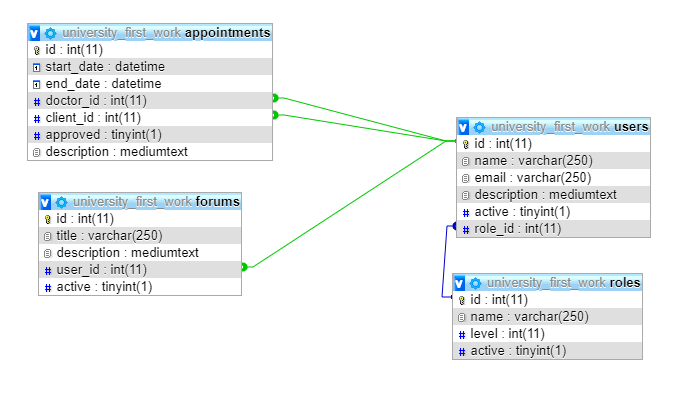 university_first_work appointments
id : int(11)
start_date : datetime
end_date : datetime
# doctor_id : int(11)
# client_id : int(11)
# approved : tinyint(1)
description : mediumtext
university_first_work users
id : int(11)
name : varchar(250)
email : varchar(250)
description : mediumtext
# active : tinyint(1)
# role_id : int(11)
university_first_work forums
id : int(11)
title : varchar(250)
description : mediumtext
# user_id : int(11)
# active : tinyint(1)
university_first_work roles
id : int(11)
name : varchar(250)
# level : int(11)
# active : tinyint(1)